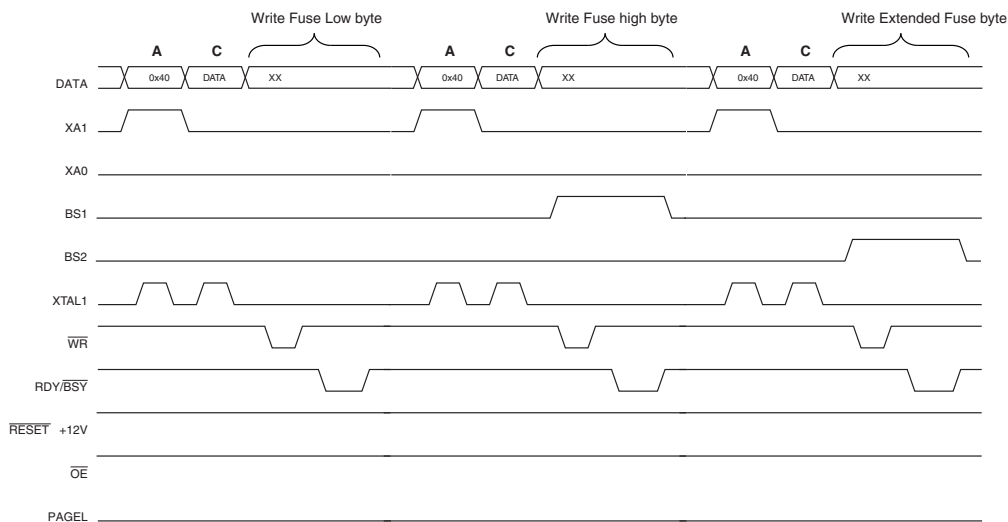 Write Fuse Low byte Write Fuse high byte Write Extended Fuse byte
A C A C A C
DATA 0x40 DATA XX 0x40 DATA XX 0x40 DATA XX
XA1
XA0
BS1
BS2
XTAL1
WR
RDY/BSY
RESET +12V
OE
PAGEL